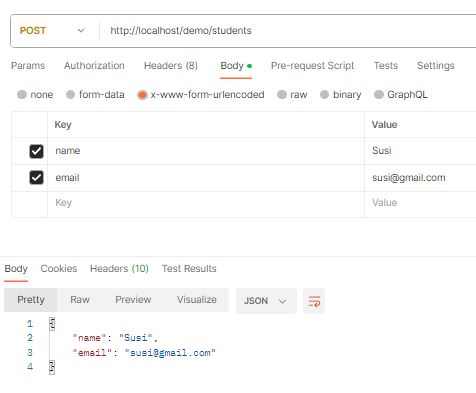 POST http://localhost/demo/students
Params Authorization Headers (8) Body Pre-request Script Tests Settings
none form-data x-www-form-urlencoded raw binary GraphQL
Key Value
name Susi
email susi@gmail.com
Key Value
Body Cookies Headers (10) Test Results
Pretty Raw Preview Visualize JSON
1 {
2 "name": "Susi",
3 "email": "susi@gmail.com"
4 }